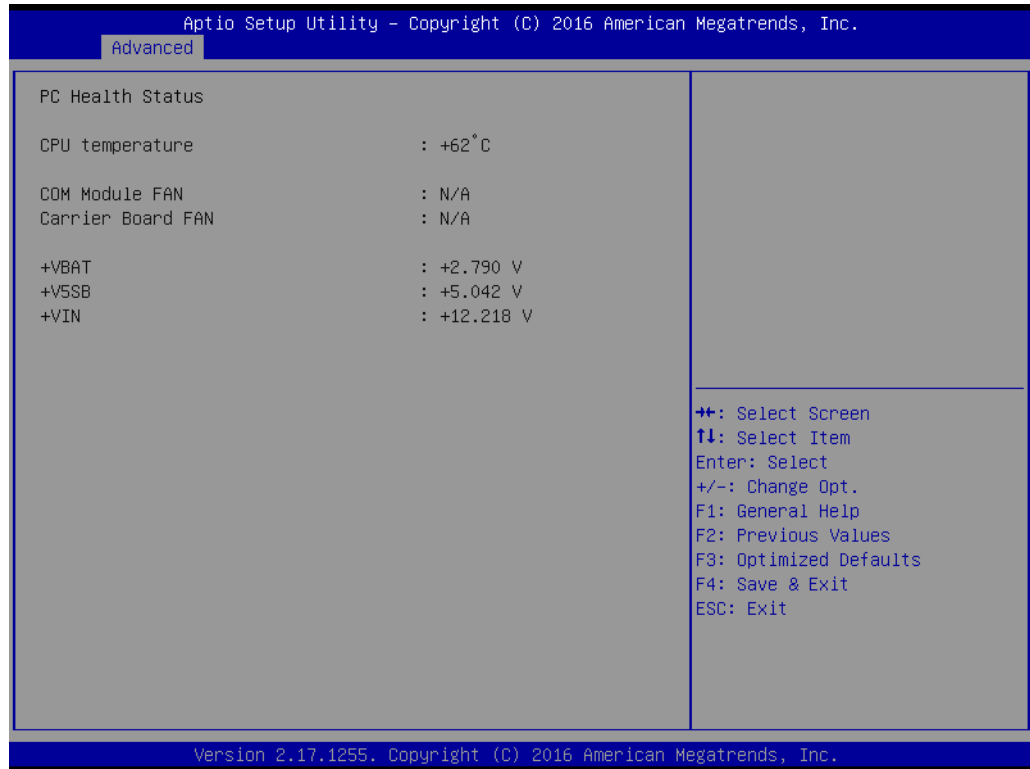 Aptio Setup Utility – Copyright (C) 2016 American Megatrends, Inc.
Advanced
PC Health Status
CPU temperature : +62°C
COM Module FAN : N/A
Carrier Board FAN : N/A
+VBAT : +2.790 V
+V5SB : +5.042 V
+VIN : +12.218 V
→←: Select Screen
↑↓: Select Item
Enter: Select
+/-: Change Opt.
F1: General Help
F2: Previous Values
F3: Optimized Defaults
F4: Save & Exit
ESC: Exit
Version 2.17.1255. Copyright (C) 2016 American Megatrends, Inc.